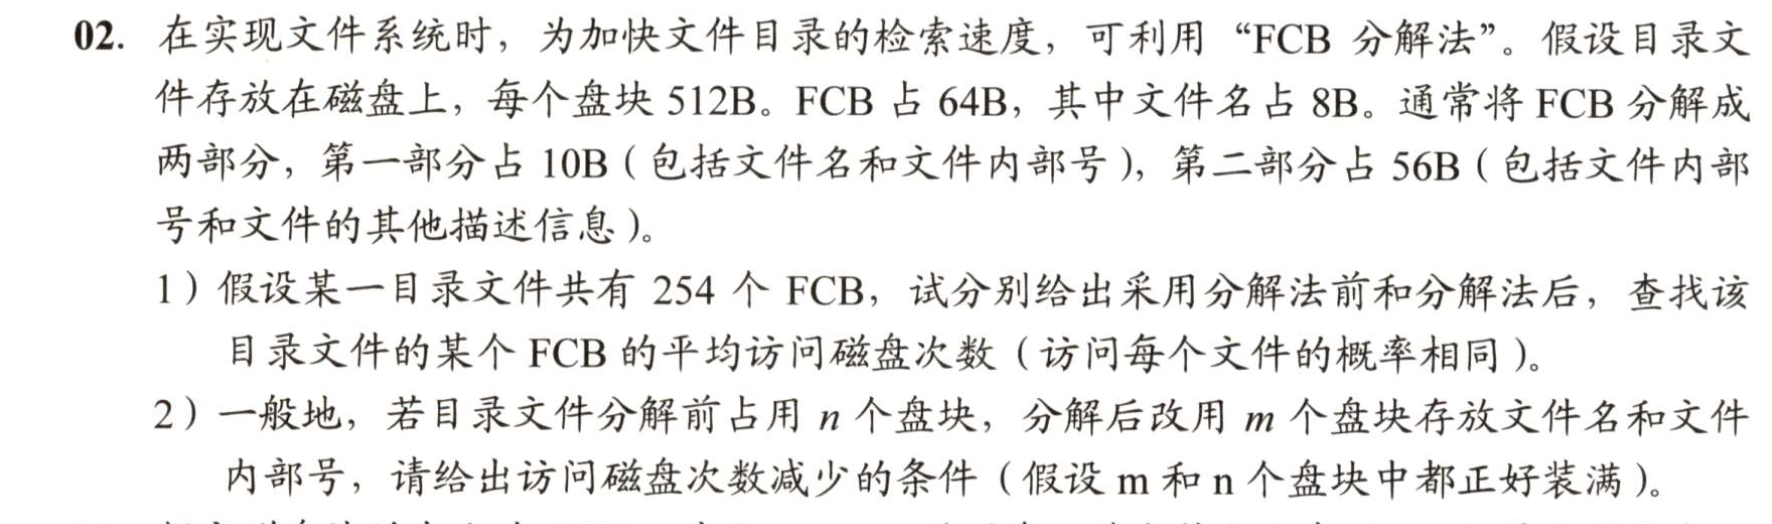 02. 在实现文件系统时，为加快文件目录的检索速度，可利用“FCB 分解法”。假设目录文
件存放在磁盘上，每个盘块 512B。FCB 占 64B，其中文件名占 8B。通常将 FCB 分解成
两部分，第一部分占 10B（包括文件名和文件内部号），第二部分占 56B（包括文件内部
号和文件的其他描述信息）。
1）假设某一目录文件共有 254 个 FCB，试分别给出采用分解法前和分解法后，查找该
目录文件的某个 FCB 的平均访问磁盘次数（访问每个文件的概率相同）。
2）一般地，若目录文件分解前占用 n 个盘块，分解后改用 m 个盘块存放文件名和文件
内部号，请给出访问磁盘次数减少的条件（假设 m 和 n 个盘块中都正好装满）。